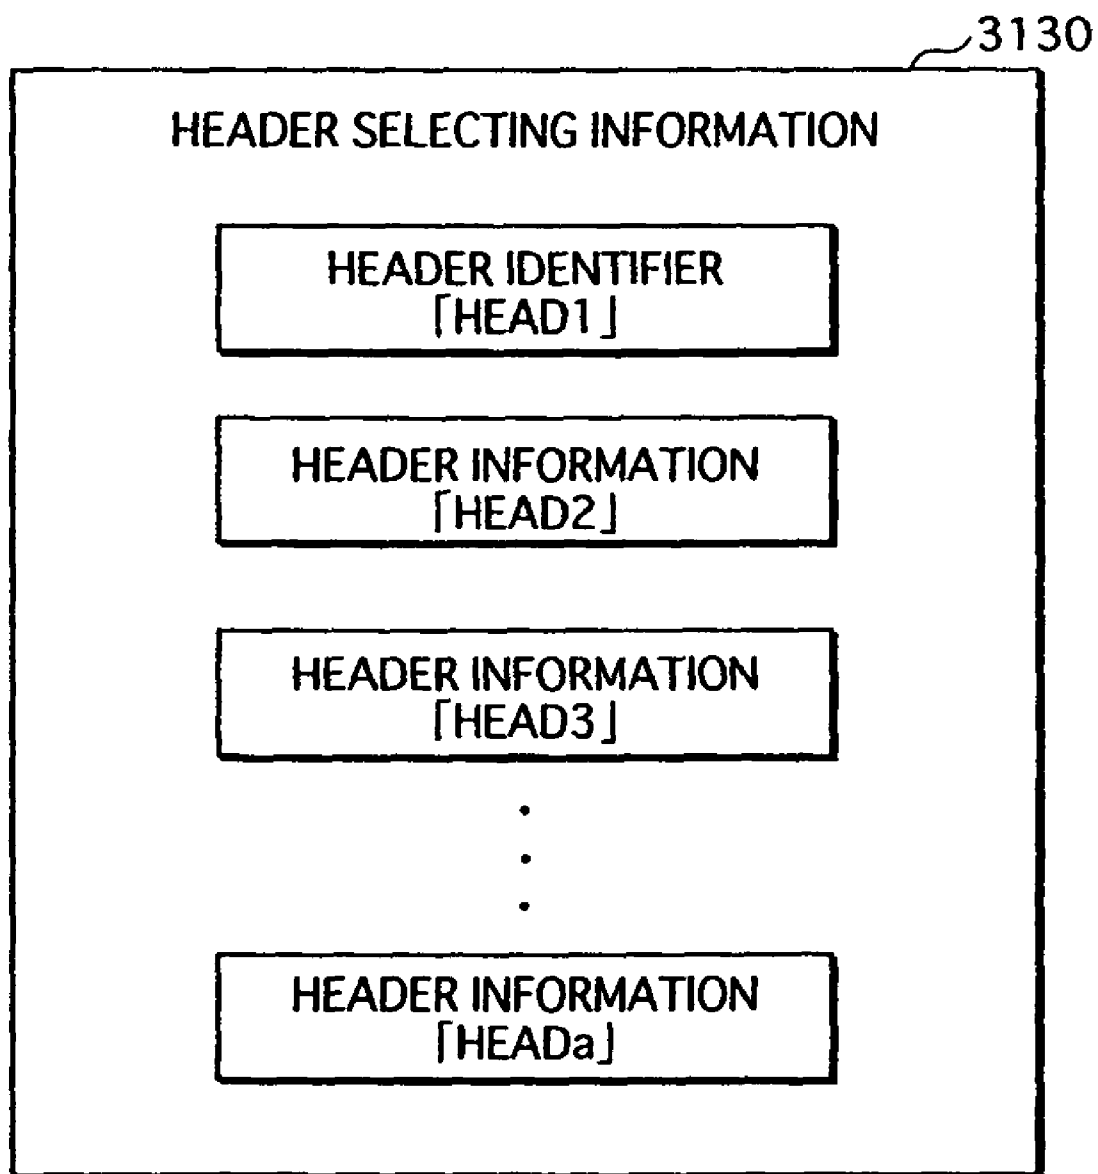 3130
HEADER SELECTING INFORMATION
HEADER IDENTIFIER
「HEAD1」
HEADER INFORMATION
「HEAD2」
HEADER INFORMATION
「HEAD3」
HEADER INFORMATION
「HEADa」